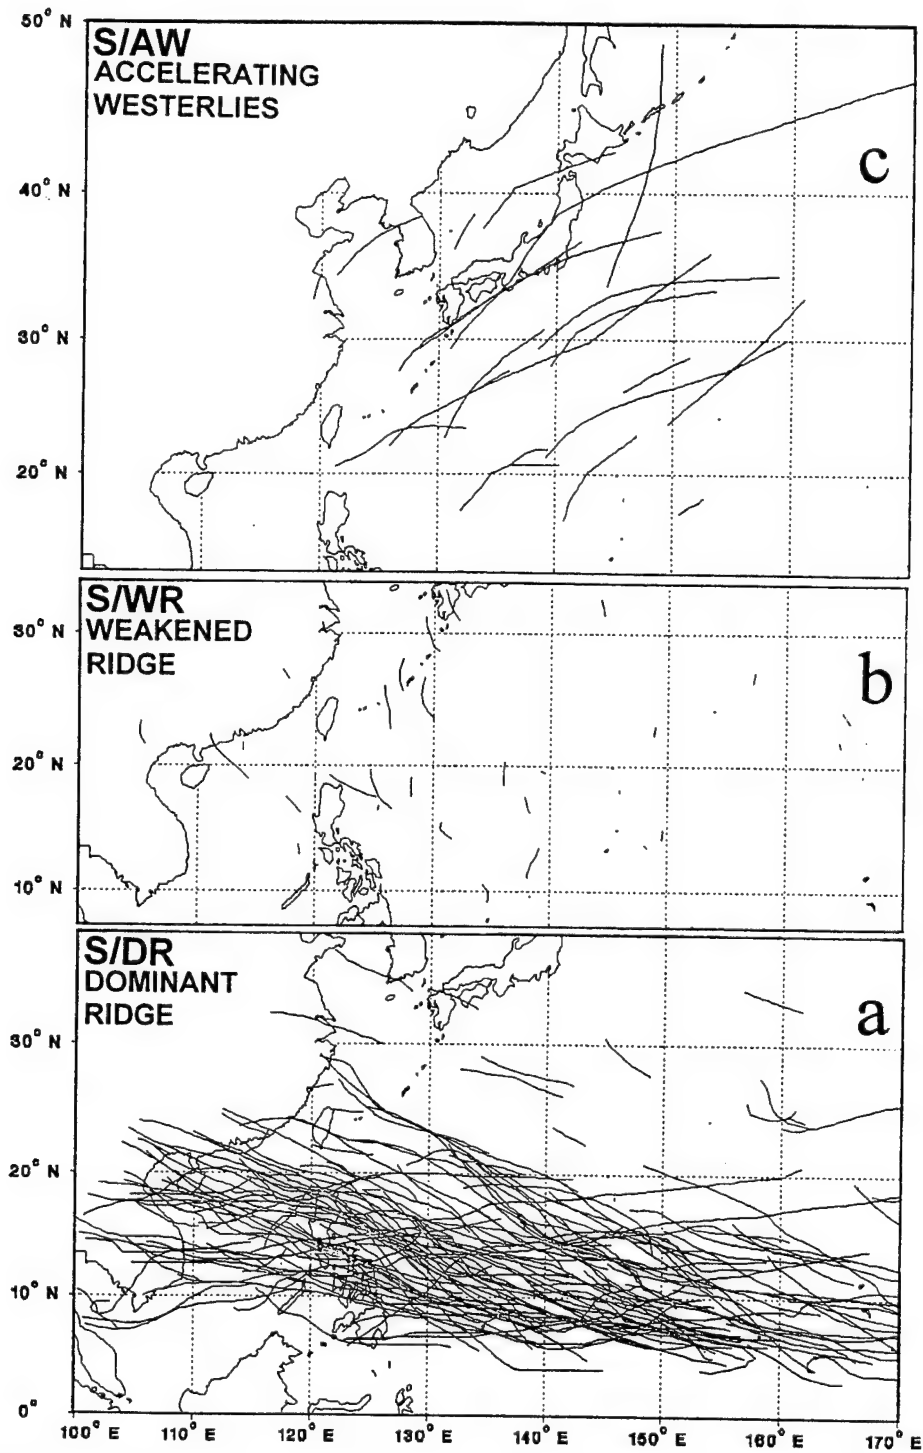 50° N
S/AW
ACCELERATING
WESTERLIES
c
40° N
30° N
20° N
S/WR
WEAKENED
RIDGE
b
30° N
20° N
10° N
S/DR
DOMINANT
RIDGE
a
30° N
20° N
10° N
0°
100° E 110° E 120° E 130° E 140° E 150° E 160° E 170° E